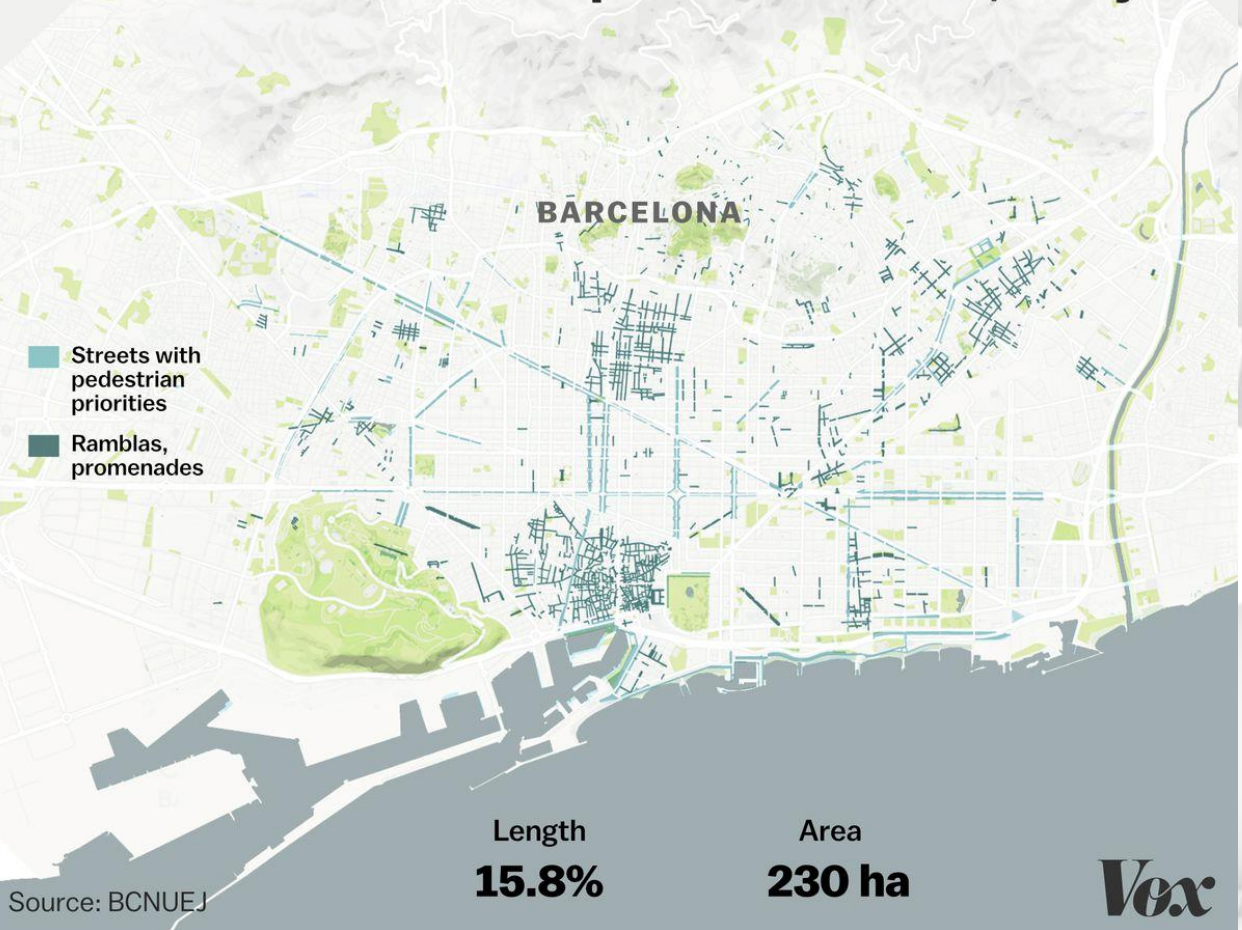 BARCELONA
Streets with
pedestrian
priorities
Ramblas,
promenades
Length
Area
15.8%
230 ha
Source: BCNUEJ
Vox